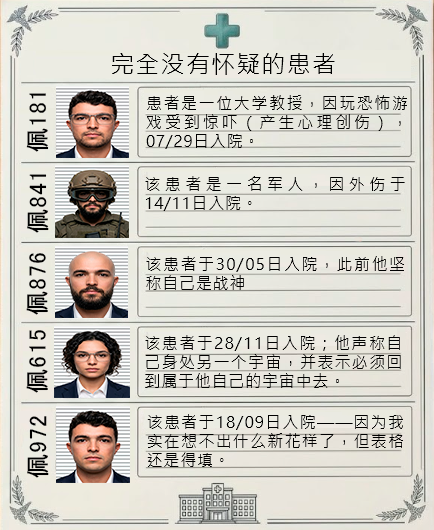 完全没有怀疑的患者
佩181
患者是一位大学教授，因玩恐怖游
戏受到惊吓（产生心理创伤），
07/29日入院。
佩841
该患者是一名军人，因外伤于
14/11日入院。
佩876
该患者于30/05日入院，此前他坚
称自己是战神
佩615
该患者于28/11日入院；他声称自
己身处另一个宇宙，并表示必须回
到属于他自己的宇宙中去。
佩972
该患者于18/09日入院——因为我
实在想不出什么新花样了，但表格
还是得填。